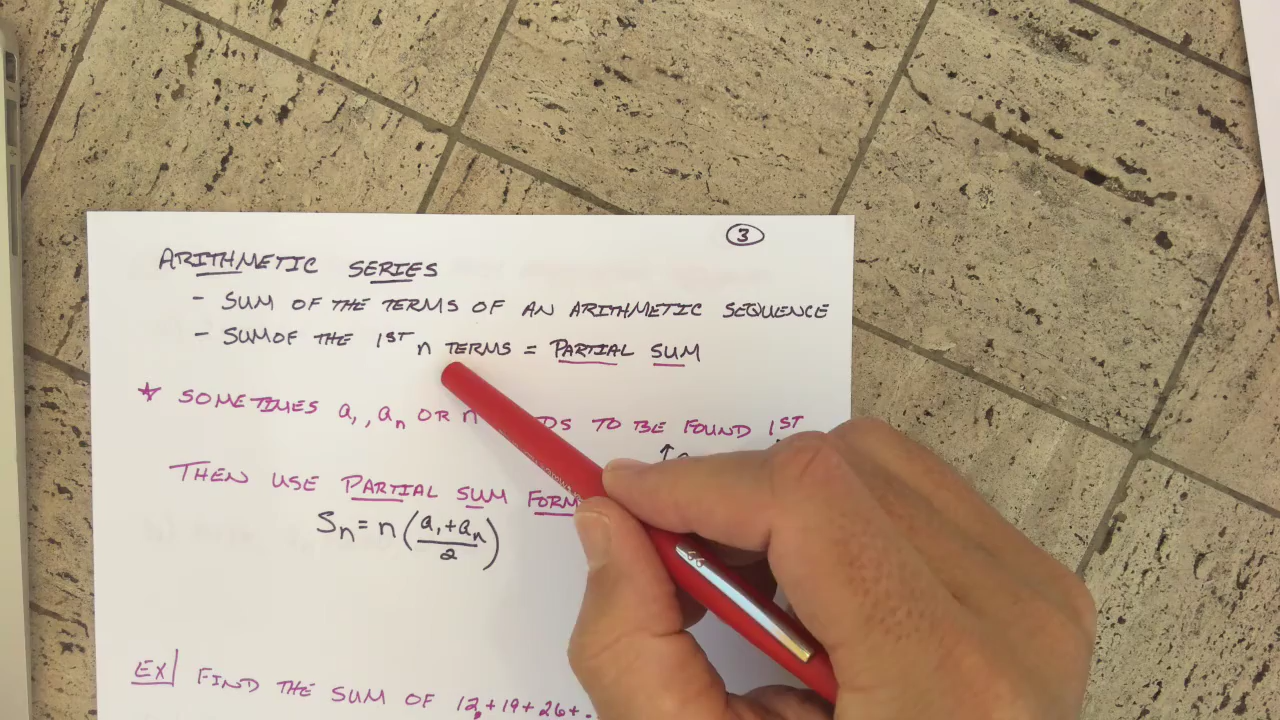 3
ARITHMETIC SERIES
- SUM OF THE TERMS OF AN ARITHMETIC SEQUENCE
- SUM OF THE 1ST n TERMS = PARTIAL SUM
* SOMETIMES a₁, aₙ OR n TO BE FOUND 1ST
THEN USE PARTIAL SUM
Sₙ = n(a₁+aₙ/2)
EX| FIND THE SUM OF 12+19+26+.